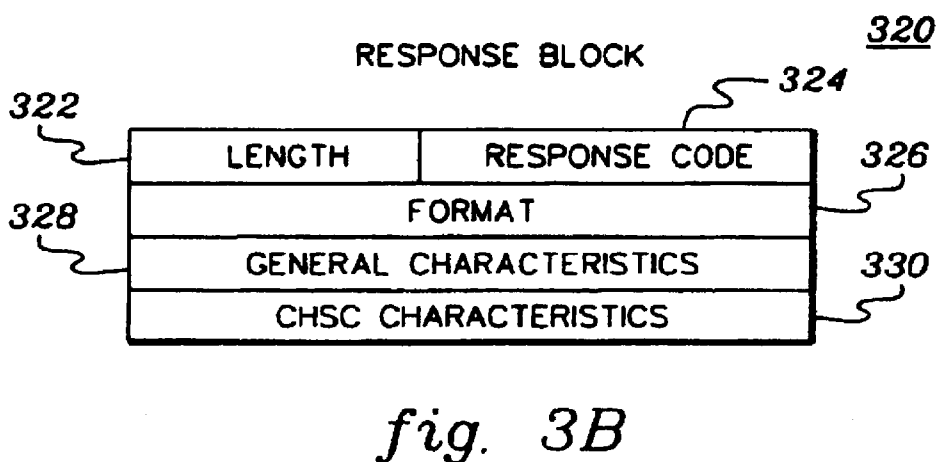 320
RESPONSE BLOCK
324
322
LENGTH
RESPONSE CODE
326
FORMAT
328
GENERAL CHARACTERISTICS
330
CHSC CHARACTERISTICS
fig. 3B